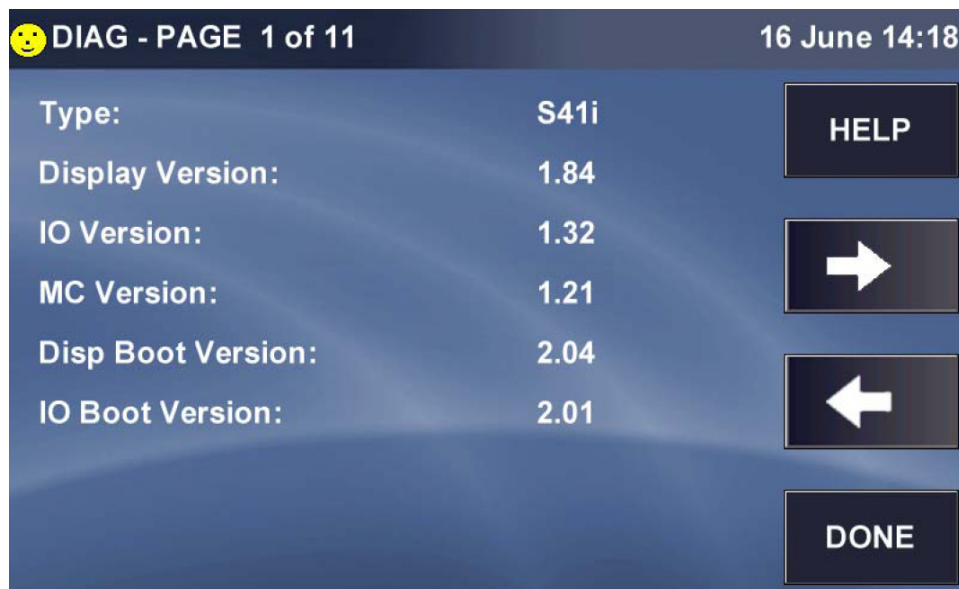 DIAG - PAGE 1 of 11 16 June 14:18
Type: S41i
HELP
Display Version: 1.84
IO Version: 1.32
MC Version: 1.21
Disp Boot Version: 2.04
IO Boot Version: 2.01
DONE